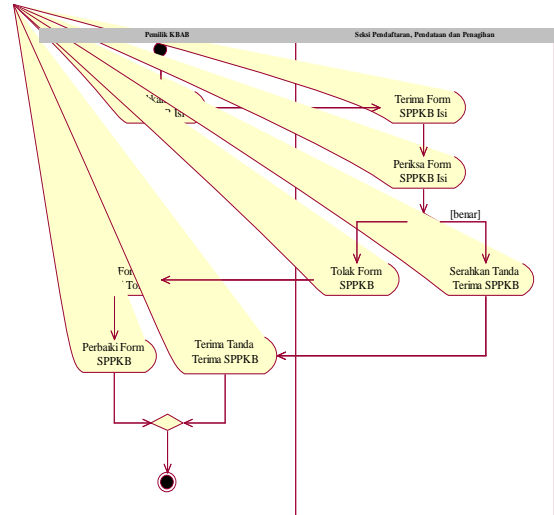 Pemilik KBAB
Seksi Pendaftaran, Pendataan dan Penagihan
Isi
Terima Form
SPPKB Isi
Periksa Form
SPPKB Isi
[benar]
Tolak Form
SPPKB
Serahkan Tanda
Terima SPPKB
Perbaiki Form
SPPKB
Terima Tanda
Terima SPPKB